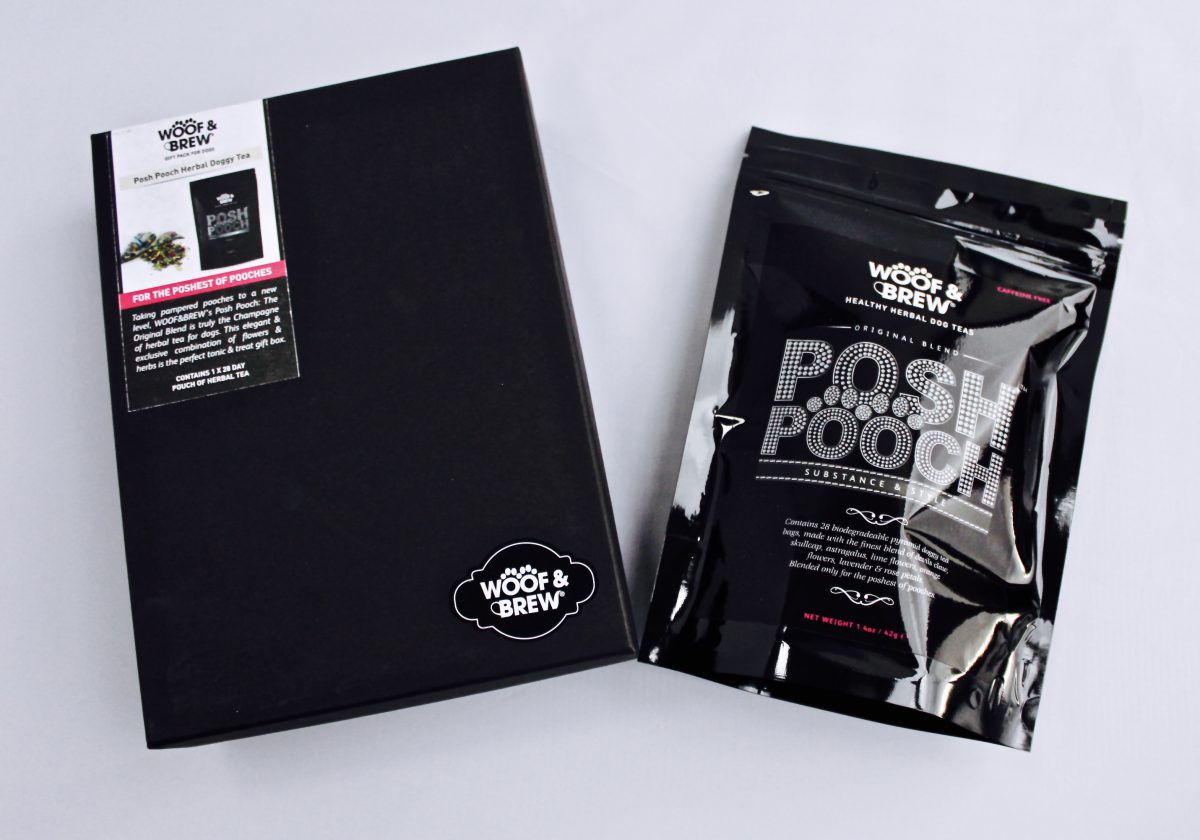 WOOF &
BREW®
GIFT PACK FOR DOGS
Posh Pooch Herbal Doggy Tea
WOOF &
BREW
POSH
POOCH
FOR THE POSHEST OF POOCHES
Taking pampered pooches to a new
level, WOOF&BREW's Posh Pooch: The
Original Blend is truly the Champagne
of herbal tea for dogs. This elegant &
exclusive combination of flowers &
herbs is the perfect tonic & treat gift box.
CONTAINS 1 X 28 DAY
POUCH OF HERBAL TEA
WOOF &
BREW®
WOOF &
BREW®
HEALTHY HERBAL DOG TEAS
CAFFEINE FREE
ORIGINAL BLEND
POSH™
POOCH
SUBSTANCE & STYLE
Contains 28 biodegradeable pyramid doggy tea
bags, made with the finest blend of devils claw,
skullcap, astragalus, lime flowers, orange
flowers, lavender & rose petals.
Blended only for the poshest of pooches.
NET WEIGHT 1.4oz / 42g